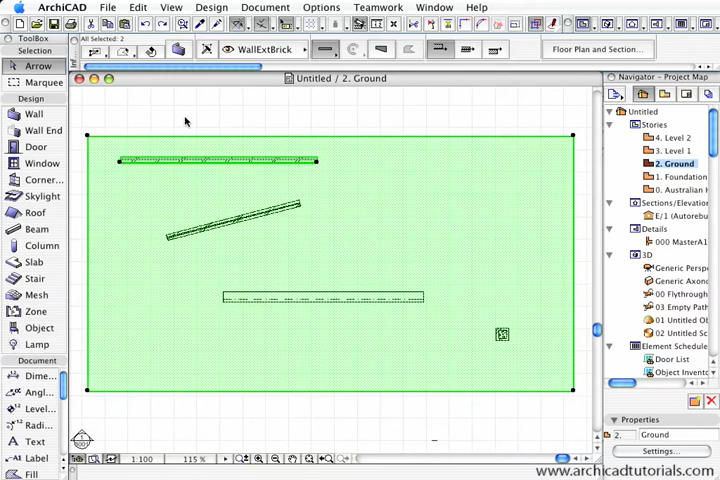 ArchiCAD File Edit View Design Document Options Teamwork Window Help
ToolBox
Selection
Arrow
Marquee
Design
Wall
Wall End
Door
Window
Corner...
Skylight
Roof
Beam
Column
Slab
Stair
Mesh
Zone
Object
Lamp
Document
Dime...
Angl...
Level...
Radi...
Text
Label
Fill
All Selected: 2
WallExtBrick
Floor Plan and Section...
Untitled / 2. Ground
1:100
115 %
Navigator - Project Map
Untitled
Stories
4. Level 2
3. Level 1
2. Ground
1. Foundation
0. Australian
Sections/Elevatio
E/1 (Autorebu
Details
000 MasterA1
3D
Generic Persp
Generic Axono
00 Flythroug
03 Empty Path
01 Untitled Ob
02 Untitled Sc
Element Schedule
Door List
Object Invento
Properties
2. Ground
Settings...
www.archicadtutorials.com